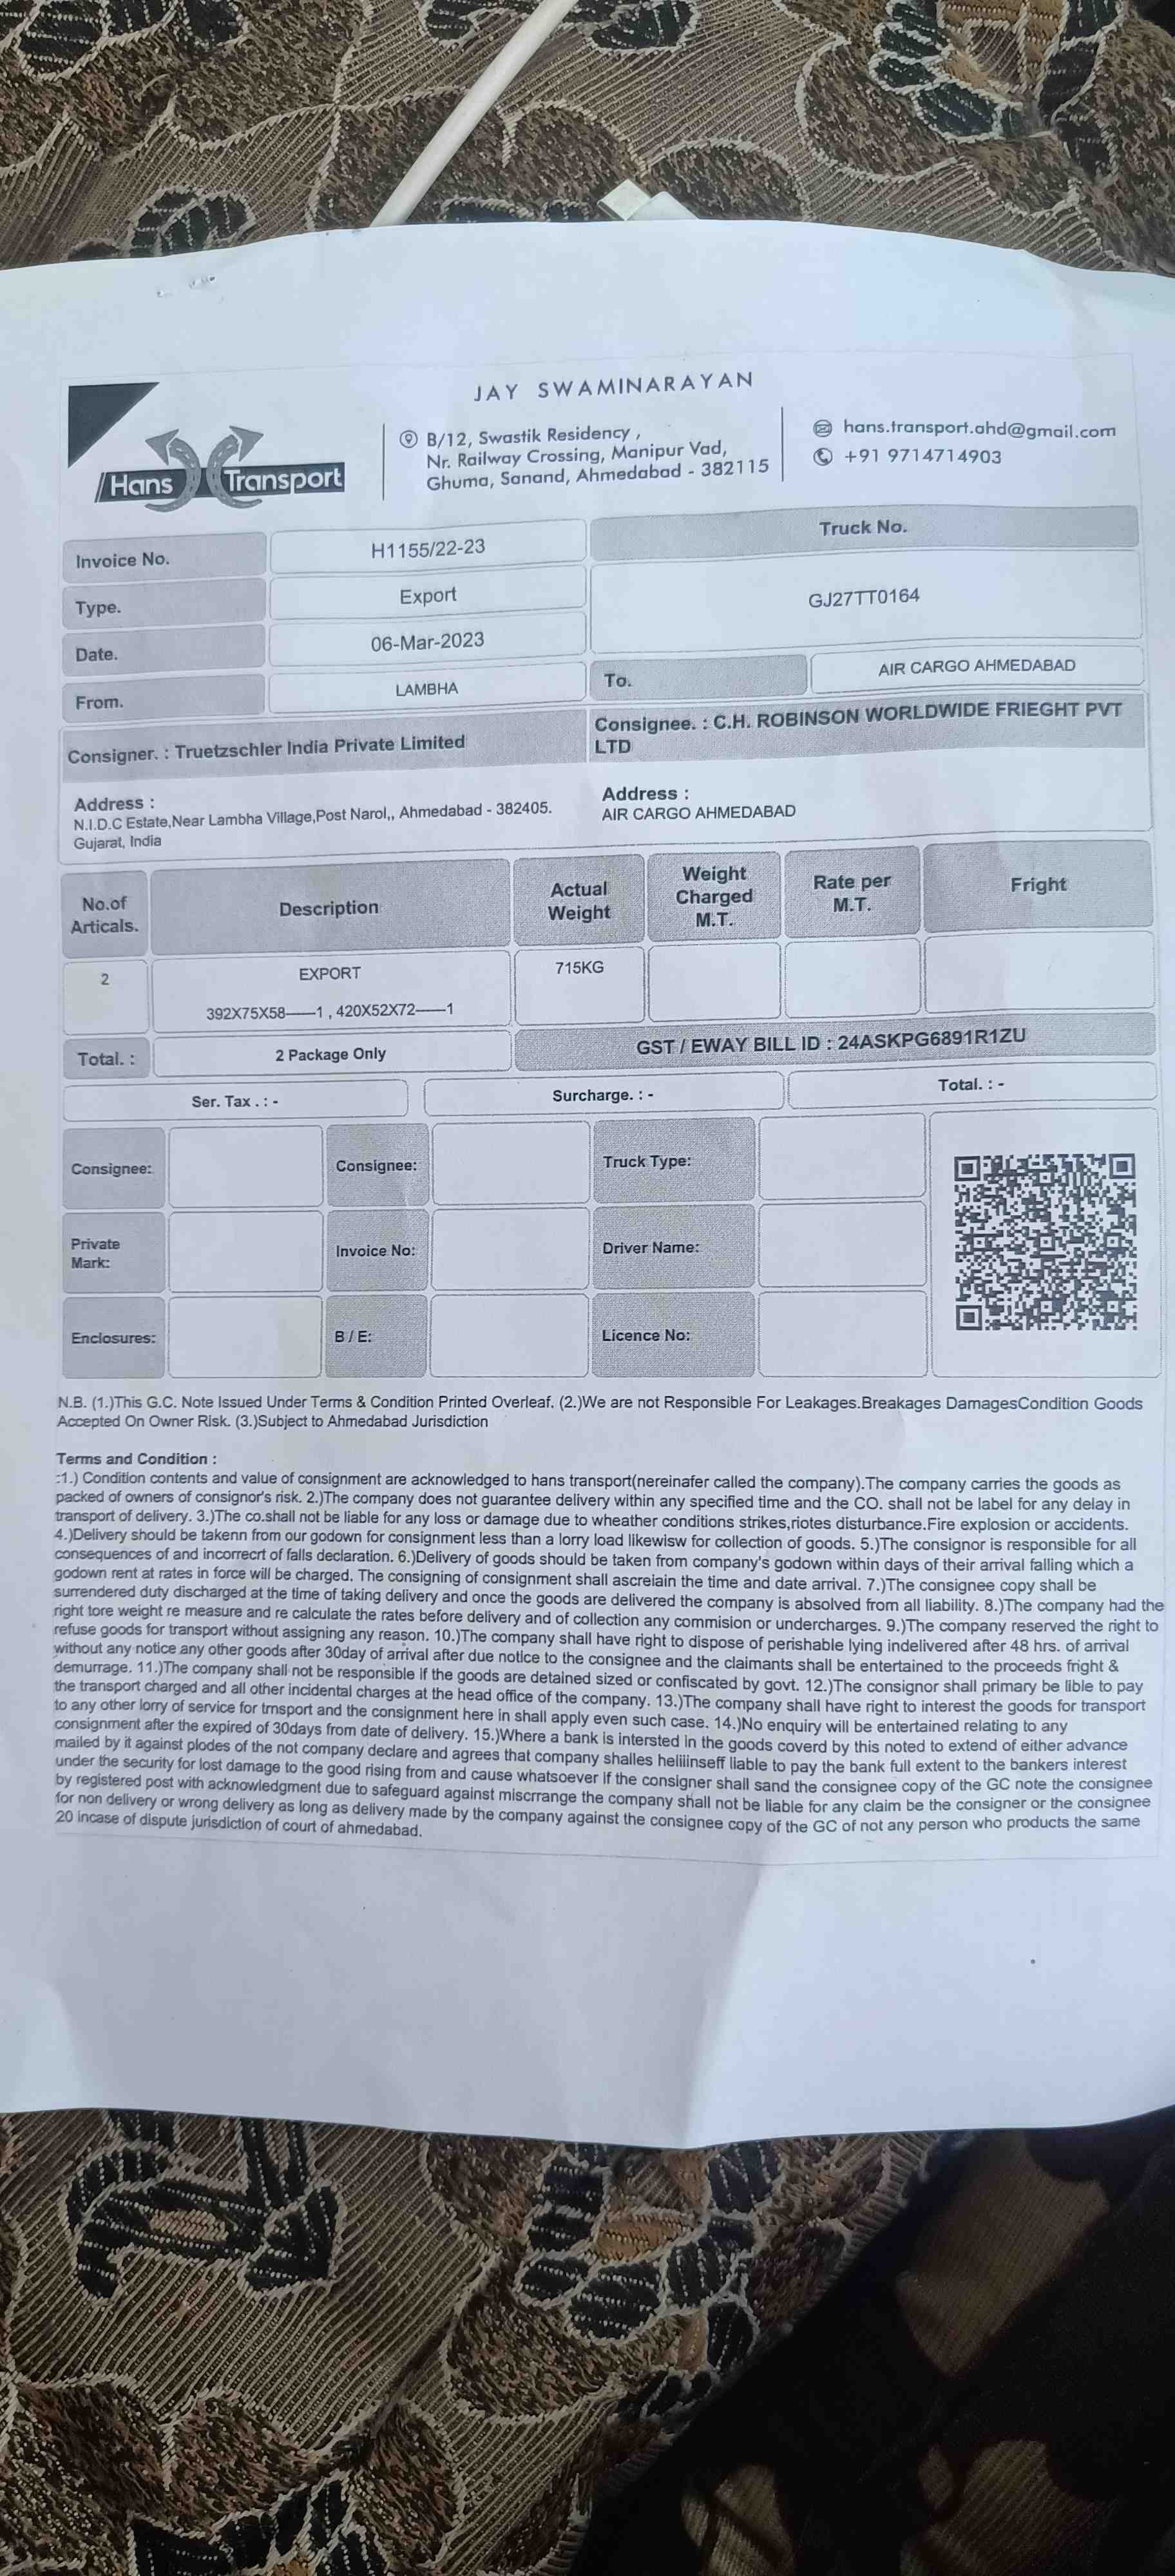 JAY SWAMINARAYAN
Hans Transport
B/12, Swastik Residency ,
Nr. Railway Crossing, Manipur Vad,
Ghuma, Sanand, Ahmedabad - 382115
hans.transport.ahd@gmail.com
+91 9714714903
Invoice No. H1155/22-23
Truck No.
Type. Export
GJ27TT0164
Date. 06-Mar-2023
From. LAMBHA
To. AIR CARGO AHMEDABAD
Consigner. : Truetzschler India Private Limited
Consignee. : C.H. ROBINSON WORLDWIDE FRIEGHT PVT
LTD
Address :
N.I.D.C Estate,Near Lambha Village,Post Narol,, Ahmedabad - 382405.
Gujarat, India
Address :
AIR CARGO AHMEDABAD
No.of
Articals.
Description
Actual
Weight
Weight
Charged
M.T.
Rate per
M.T.
Fright
2
EXPORT
392X75X58——1 , 420X52X72——1
715KG
Total. : 2 Package Only
GST / EWAY BILL ID : 24ASKPG6891R1ZU
Ser. Tax . : - Surcharge. : - Total. : -
Consignee: Consignee: Truck Type:
Private
Mark:
Invoice No: Driver Name:
Enclosures: B / E: Licence No:
N.B. (1.)This G.C. Note Issued Under Terms & Condition Printed Overleaf. (2.)We are not Responsible For Leakages.Breakages DamagesCondition Goods
Accepted On Owner Risk. (3.)Subject to Ahmedabad Jurisdiction
Terms and Condition :
:1.) Condition contents and value of consignment are acknowledged to hans transport(nereinafer called the company).The company carries the goods as
packed of owners of consignor's risk. 2.)The company does not guarantee delivery within any specified time and the CO. shall not be label for any delay in
transport of delivery. 3.)The co.shall not be liable for any loss or damage due to wheather conditions strikes,riotes disturbance.Fire explosion or accidents.
4.)Delivery should be takenn from our godown for consignment less than a lorry load likewisw for collection of goods. 5.)The consignor is responsible for all
consequences of and incorrecrt of falls declaration. 6.)Delivery of goods should be taken from company's godown within days of their arrival falling which a
godown rent at rates in force will be charged. The consigning of consignment shall ascreiain the time and date arrival. 7.)The consignee copy shall be
surrendered duty discharged at the time of taking delivery and once the goods are delivered the company is absolved from all liability. 8.)The company had the
right tore weight re measure and re calculate the rates before delivery and of collection any commision or undercharges. 9.)The company reserved the right to
refuse goods for transport without assigning any reason. 10.)The company shall have right to dispose of perishable lying indelivered after 48 hrs. of arrival
without any notice any other goods after 30day of arrival after due notice to the consignee and the claimants shall be entertained to the proceeds fright &
demurrage. 11.)The company shall not be responsible if the goods are detained sized or confiscated by govt. 12.)The consignor shall primary be lible to pay
the transport charged and all other incidental charges at the head office of the company. 13.)The company shall have right to interest the goods for transport
to any other lorry of service for trnsport and the consignment here in shall apply even such case. 14.)No enquiry will be entertained relating to any
consignment after the expired of 30days from date of delivery. 15.)Where a bank is intersted in the goods coverd by this noted to extend of either advance
mailed by it against plodes of the not company declare and agrees that company shalles heliiinseff liable to pay the bank full extent to the bankers interest
under the security for lost damage to the good rising from and cause whatsoever if the consigner shall sand the consignee copy of the GC note the consignee
by registered post with acknowledgment due to safeguard against miscrrange the company shall not be liable for any claim be the consigner or the consignee
for non delivery or wrong delivery as long as delivery made by the company against the consignee copy of the GC of not any person who products the same
20 incase of dispute jurisdiction of court of ahmedabad.